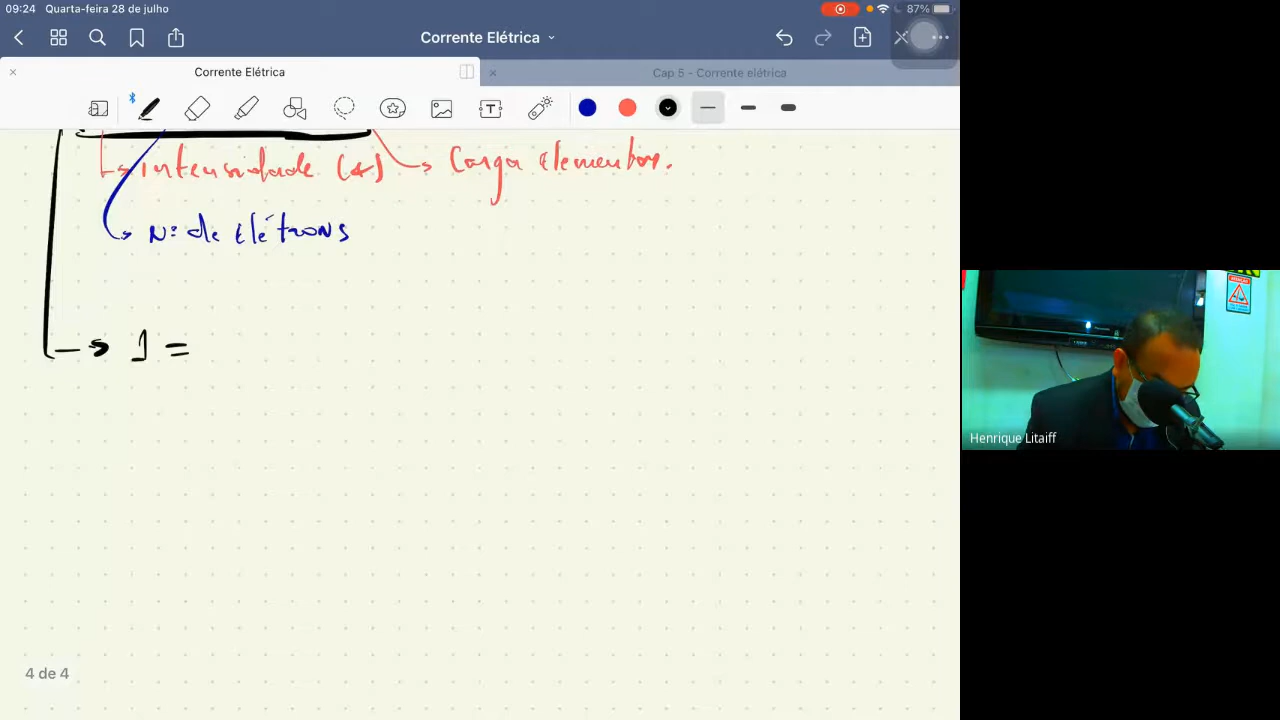 09:24 Quarta-feira 28 de julho
87%
Corrente Elétrica
Corrente Elétrica
Cap 5 - Corrente elétrica
T
intensidade (A)
Carga elementar.
Nº de elétrons
1 =
4 de 4
Henrique Litaiff